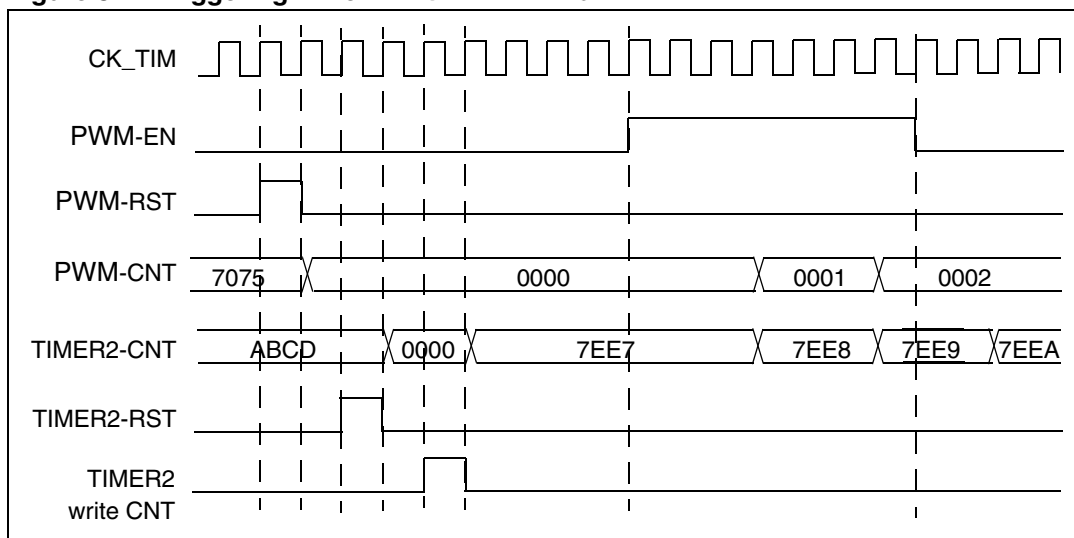 CK_TIM
PWM-EN
PWM-RST
PWM-CNT 7075 0000 0001 0002
TIMER2-CNT ABCD 0000 7EE7 7EE8 7EE9 7EEA
TIMER2-RST
TIMER2
write CNT